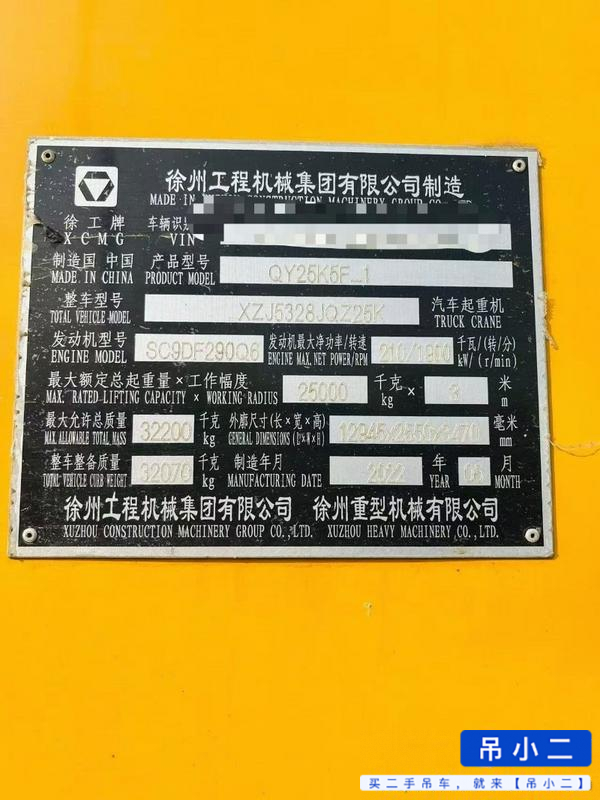 徐州工程机械集团有限公司制造
MADE IN CONSTRUCTION MACHINERY GROUP CO.
徐工牌 车辆识
XCMG VIN
制造国 中国 产品型号 QY25K5F_1
MADE IN CHINA PRODUCT MODEL
整车型号 XZJ5328JQZ25K 汽车起重机
TOTAL VEHICLE MODEL TRUCK CRANE
发动机型号 SC9DF290Q6 发动机最大净功率/转速 210/1900 千瓦/(转/分)
ENGINE MODEL ENGINE MAX. NET POWER/RPM kW/(r/min)
最大额定总起重量×工作幅度 25000 千克 × 3 米
MAX. RATED LIFTING CAPACITY × WORKING RADIUS kg m
最大允许总质量 32200 千克 外廓尺寸(长×宽×高) 毫米
MAX. ALLOWABLE TOTAL MASS kg GENERAL DIMENSIONS (L×W×H) mm
整车整备质量 32070 千克 制造年月 2022 年 月
TOTAL VEHICLE CURB WEIGHT kg MANUFACTURING DATE YEAR MONTH
徐州工程机械集团有限公司 徐州重型机械有限公司
XUZHOU CONSTRUCTION MACHINERY GROUP CO.,LTD. XUZHOU HEAVY MACHINERY CO.,LTD.
吊小二
买二手吊车，就来【吊小二】